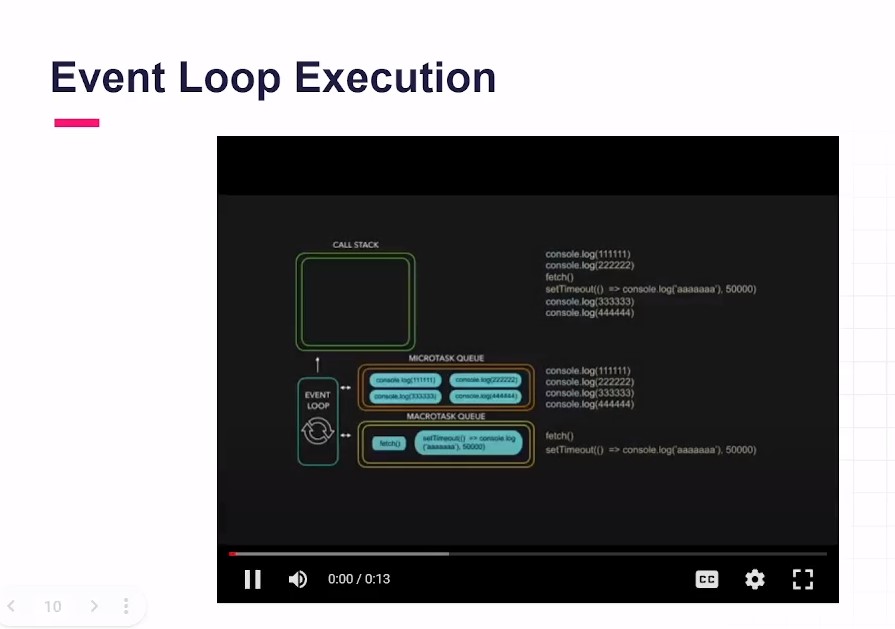 Event Loop Execution
CALL STACK
console.log(111111)
console.log(222222)
fetch()
setTimeout(() => console.log('aaaaaaa'), 50000)
console.log(333333)
console.log(444444)
MICROTASK QUEUE
console.log(111111) console.log(222222)
console.log(333333) console.log(444444)
console.log(111111)
console.log(222222)
console.log(333333)
console.log(444444)
EVENT
LOOP
MACROTASK QUEUE
fetch()
setTimeout(() => console.log
('aaaaaaa'), 50000)
fetch()
setTimeout(() => console.log('aaaaaaa'), 50000)
0:00 / 0:13
CC
10